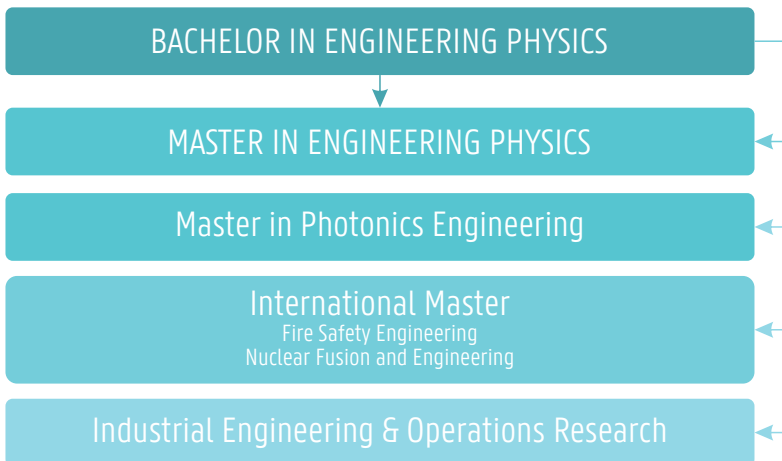 BACHELOR IN ENGINEERING PHYSICS
MASTER IN ENGINEERING PHYSICS
Master in Photonics Engineering
International Master
Fire Safety Engineering
Nuclear Fusion and Engineering
Industrial Engineering & Operations Research